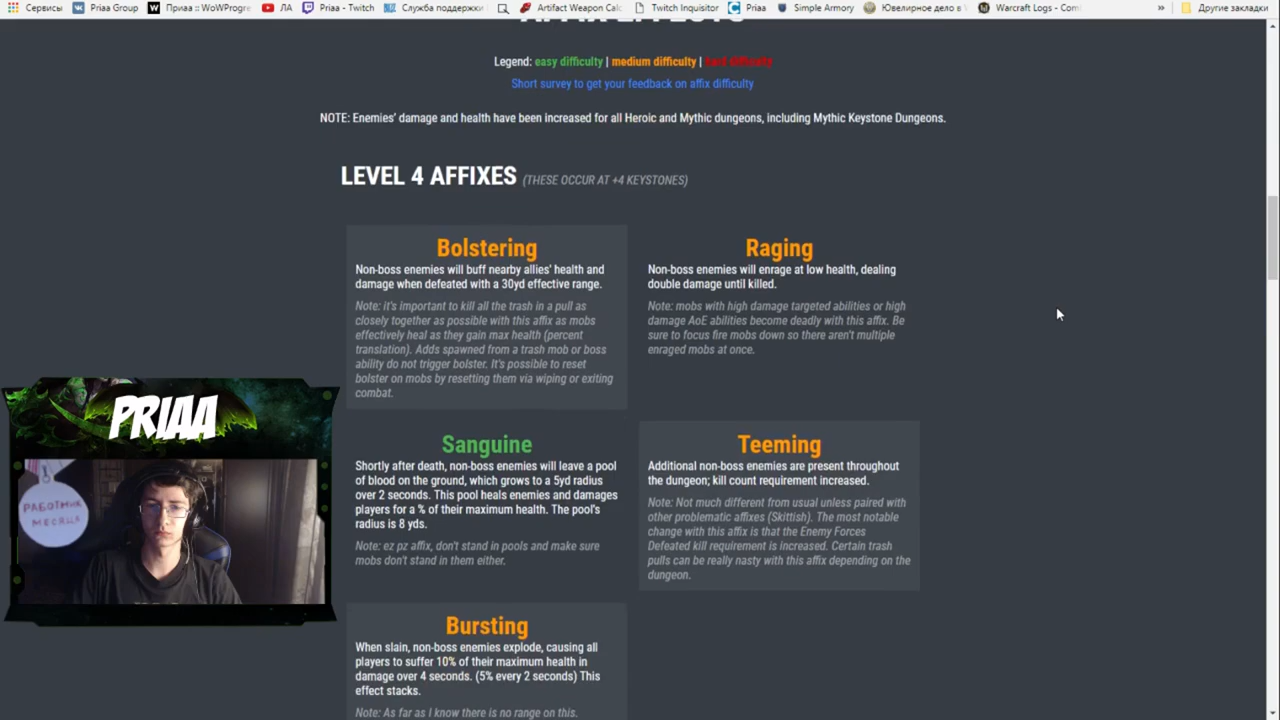 Сервисы Priaa Group Приаа :: WoWProgre ЛА Priaa - Twitch Служба поддержки Artifact Weapon Calc Twitch Inquisitor Priaa Simple Armory Ювелирное дело в Warcraft Logs - Com » Другие закладки
AFFIX EFFECTS
Legend: easy difficulty | medium difficulty | hard difficulty
Short survey to get your feedback on affix difficulty
NOTE: Enemies' damage and health have been increased for all Heroic and Mythic dungeons, including Mythic Keystone Dungeons.
LEVEL 4 AFFIXES (THESE OCCUR AT +4 KEYSTONES)
Bolstering
Non-boss enemies will buff nearby allies' health and
damage when defeated with a 30yd effective range.
Note: it's important to kill all the trash in a pull as
closely together as possible with this affix as mobs
effectively heal as they gain max health (percent
translation). Adds spawned from a trash mob or boss
ability do not trigger bolster. It's possible to reset
bolster on mobs by resetting them via wiping or exiting
combat.
Raging
Non-boss enemies will enrage at low health, dealing
double damage until killed.
Note: mobs with high damage targeted abilities or high
damage AoE abilities become deadly with this affix. Be
sure to focus fire mobs down so there aren't multiple
enraged mobs at once.
Sanguine
Shortly after death, non-boss enemies will leave a pool
of blood on the ground, which grows to a 5yd radius
over 2 seconds. This pool heals enemies and damages
players for a % of their maximum health. The pool's
radius is 8 yds.
Note: ez pz affix, don't stand in pools and make sure
mobs don't stand in them either.
Teeming
Additional non-boss enemies are present throughout
the dungeon; kill count requirement increased.
Note: Not much different from usual unless paired with
other problematic affixes (Skittish). The most notable
change with this affix is that the Enemy Forces
Defeated kill requirement is increased. Certain trash
pulls can be really nasty with this affix depending on the
dungeon.
Bursting
When slain, non-boss enemies explode, causing all
players to suffer 10% of their maximum health in
damage over 4 seconds. (5% every 2 seconds) This
effect stacks.
Note: As far as I know there is no range on this.
PRIAA
РАБОТНИК
МЕСЯЦА